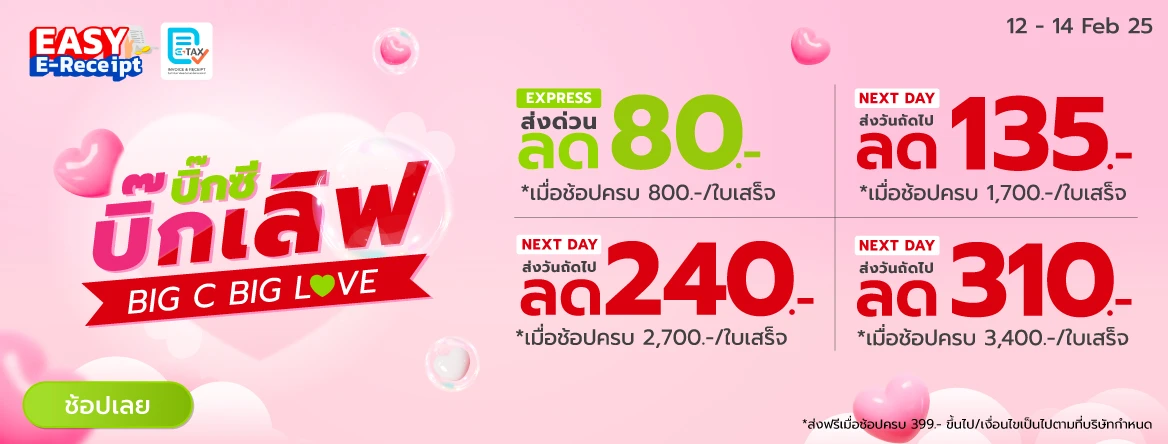 EASY
E-Receipt
e-TAX
INVOICE & RECEIPT
12 - 14 Feb 25
บิ๊กซี
บิ๊กเลิฟ
BIG C BIG LOVE
ช้อปเลย
EXPRESS
ส่งด่วน
ลด 80.-
*เมื่อช้อปครบ 800.-/ใบเสร็จ
NEXT DAY
ส่งวันถัดไป
ลด 135.-
*เมื่อช้อปครบ 1,700.-/ใบเสร็จ
NEXT DAY
ส่งวันถัดไป
ลด 240.-
*เมื่อช้อปครบ 2,700.-/ใบเสร็จ
NEXT DAY
ส่งวันถัดไป
ลด 310.-
*เมื่อช้อปครบ 3,400.-/ใบเสร็จ
*ส่งฟรีเมื่อช้อปครบ 399.- ขึ้นไป/เงื่อนไขเป็นไปตามที่บริษัทกำหนด